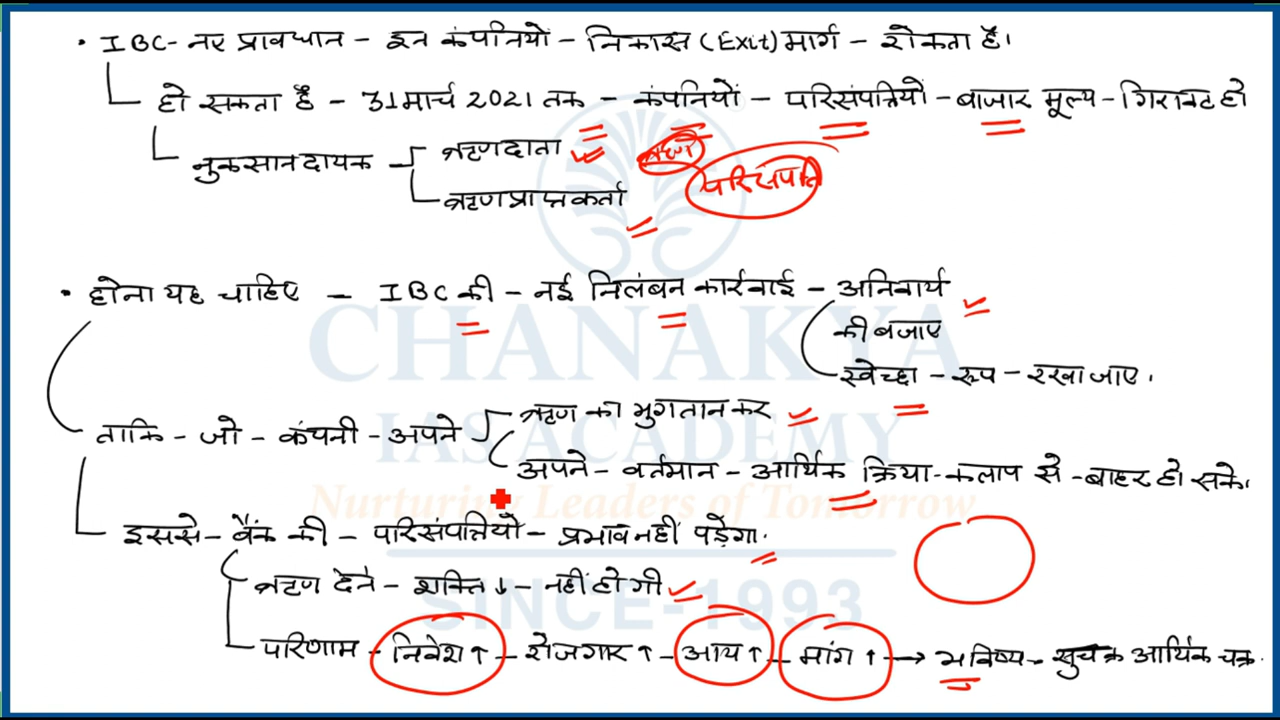 • IBC - नए प्रावधान - इन कंपनियों - निकास (Exit) मार्ग - रोकता है।
हो सकता है - 31 मार्च 2021 तक - कंपनियों - परिसंपत्तियों - बाजार मूल्य - गिरावट हो
नुकसानदायक - ऋणदाता
ऋण
परिसंपत्ति
ऋणप्राप्तकर्ता
• होना यह चाहिए - IBC की - नई निलंबन कार्रवाई - अनिवार्य
की बजाए
स्वेच्छा - रूप - रखा जाए.
ताकि - जो - कंपनी - अपने - ऋण का भुगतान कर
अपने - वर्तमान - आर्थिक क्रिया-कलाप से - बाहर हो सके.
इससे - बैंक की - परिसंपत्तियों - प्रभाव नहीं पड़ेगा.
ऋण देने - शक्ति ↓ - नहीं होगी
परिणाम - निवेश ↑ - रोजगार ↑ - आय ↑ - मांग ↑ → भविष्य - सुचक्र आर्थिक चक्र.
CHANAKYA
IAS ACADEMY
Nurturing Leaders of Tomorrow
SINCE-1993